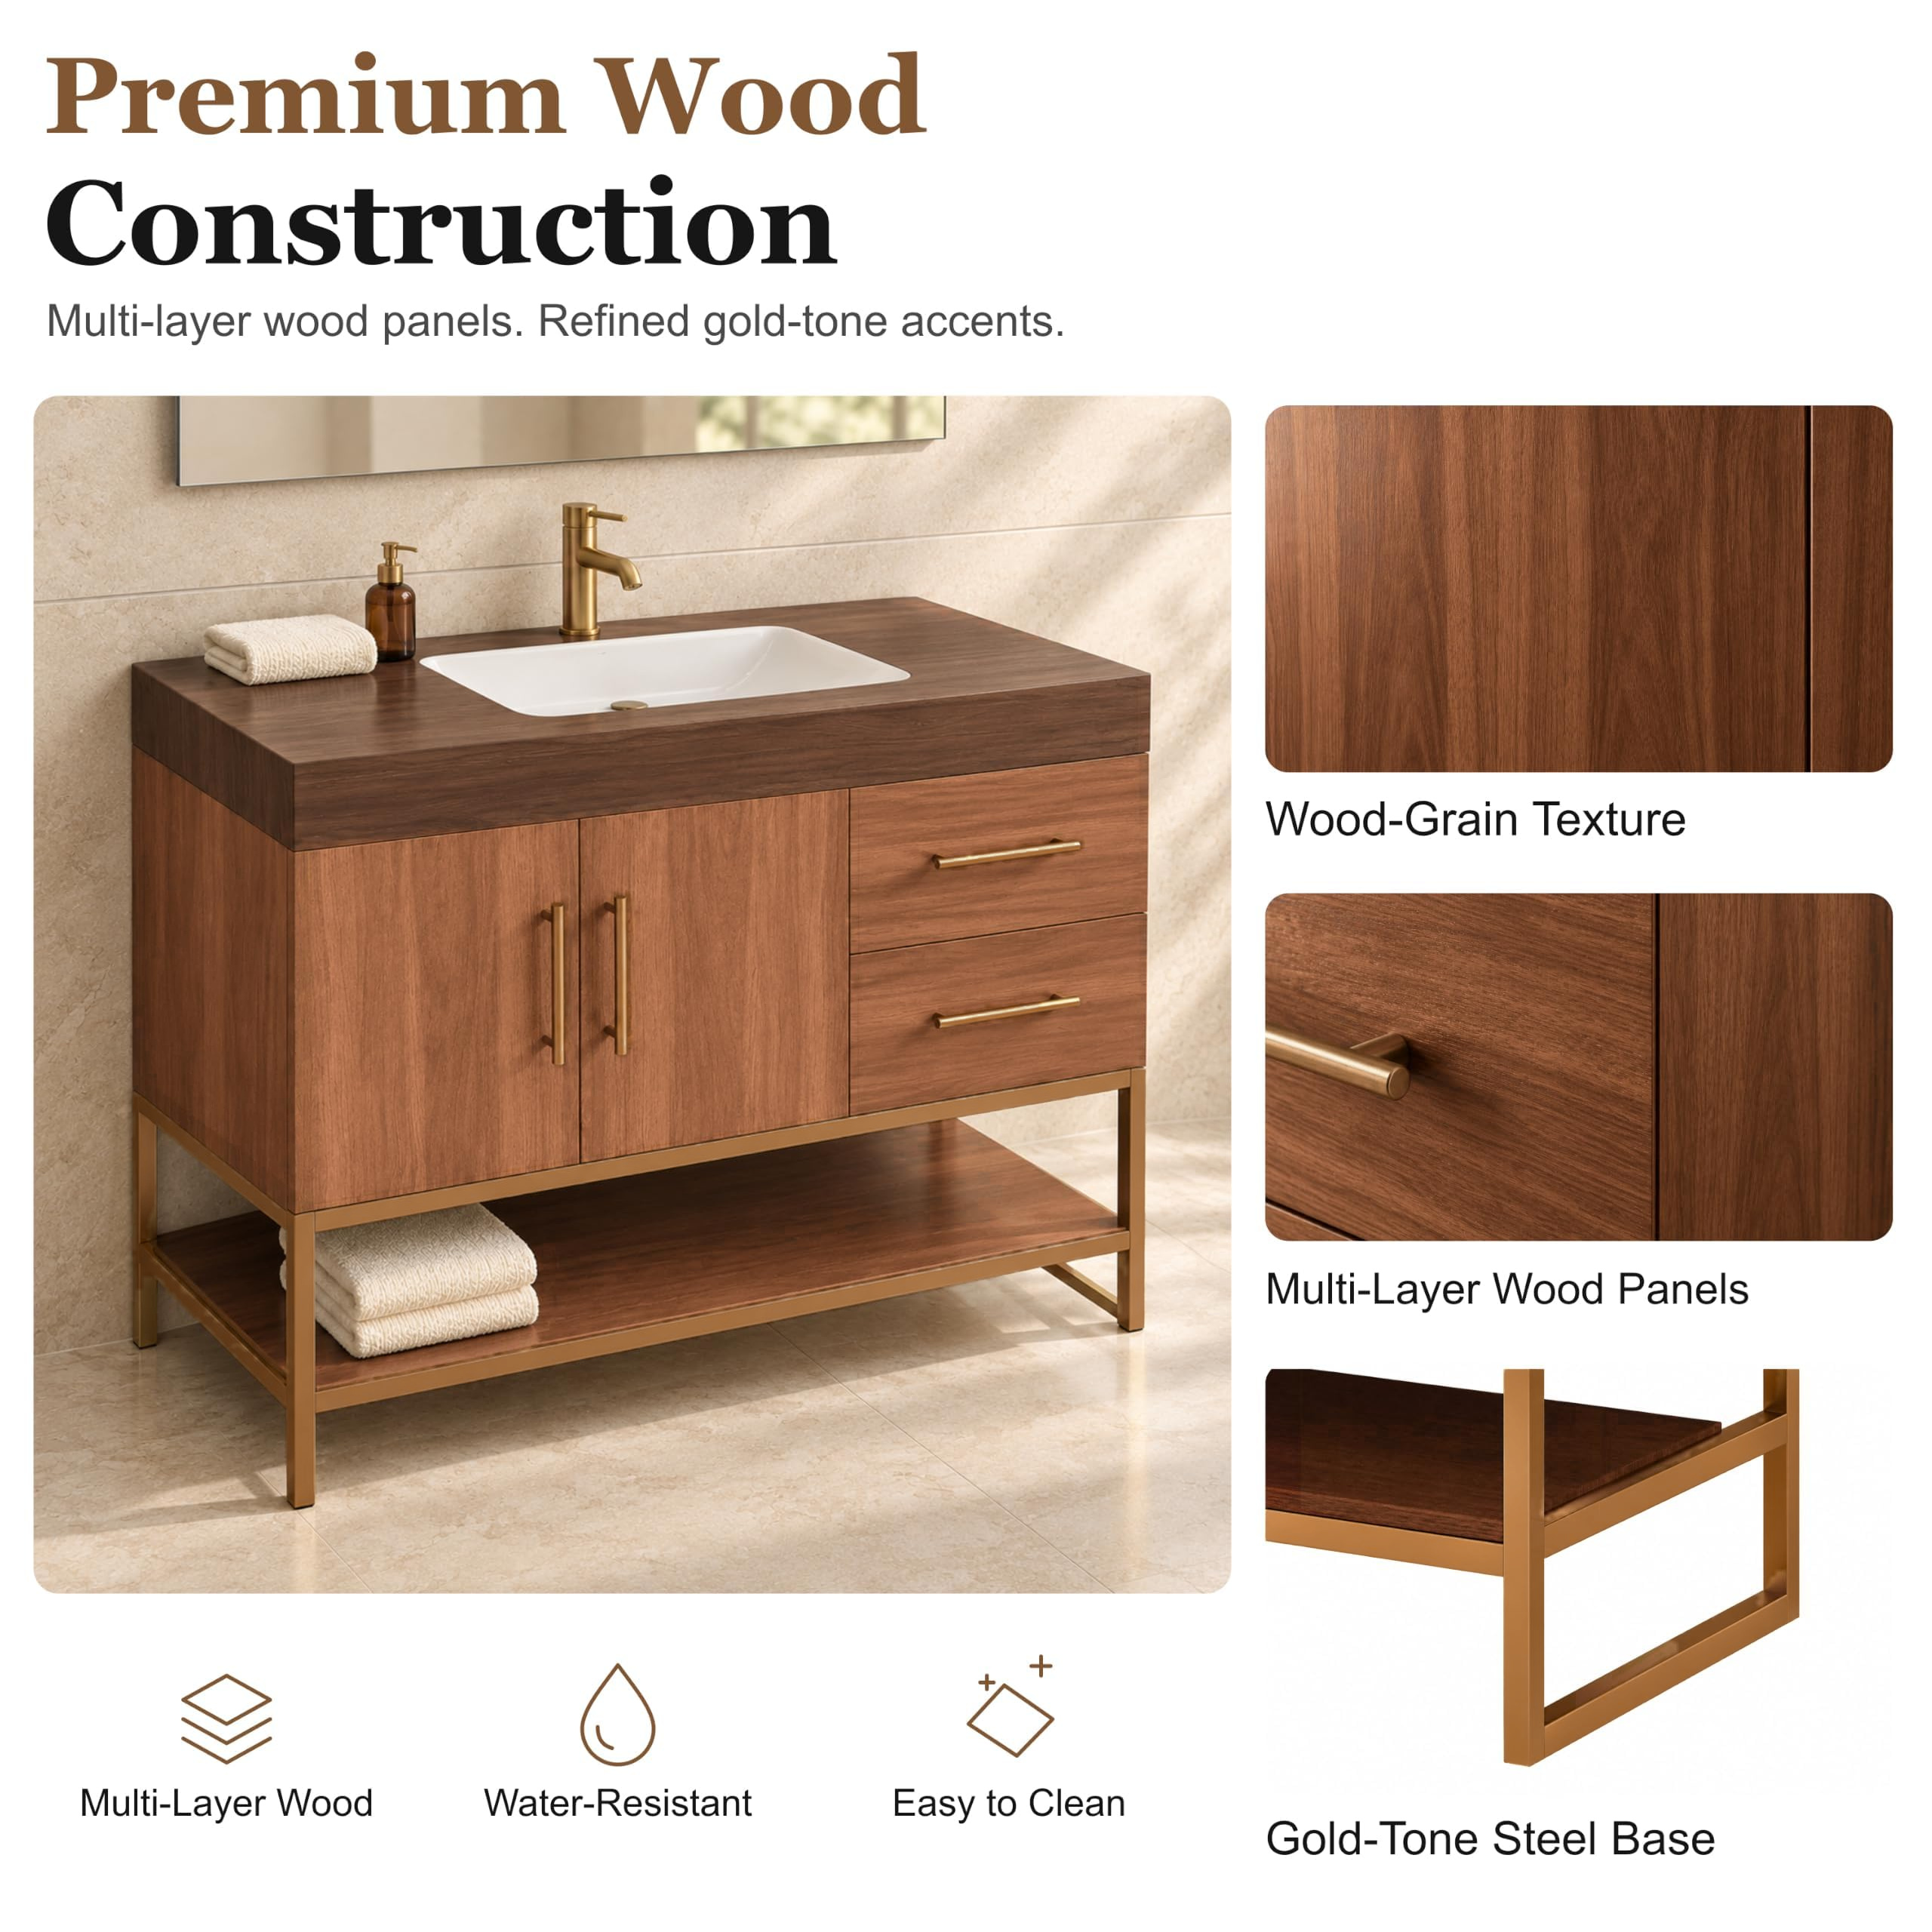 Premium Wood
Construction
Multi-layer wood panels. Refined gold-tone accents.
Wood-Grain Texture
Multi-Layer Wood Panels
Gold-Tone Steel Base
Multi-Layer Wood
Water-Resistant
Easy to Clean